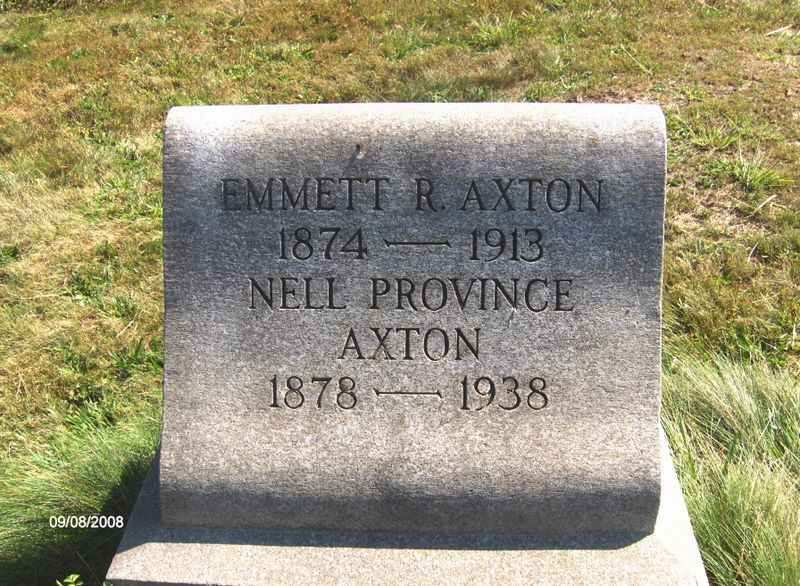 EMMETT R. AXTON
1874 — 1913
NELL PROVINCE
AXTON
1878 — 1938
09/08/2008